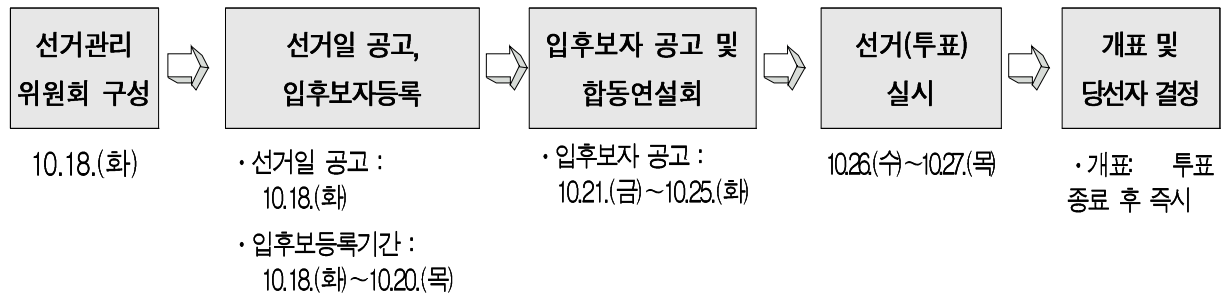 선거관리
위원회 구성
선거일 공고,
입후보자등록
입후보자 공고 및
합동연설회
선거(투표)
실시
개표 및
당선자 결정
10.18.(화)
· 선거일 공고 :
10.18.(화)
· 입후보등록기간 :
10.18.(화)~10.20.(목)
· 입후보자 공고 :
10.21.(금)~10.25.(화)
10.26.(수)~10.27.(목)
· 개표: 투표
종료 후 즉시